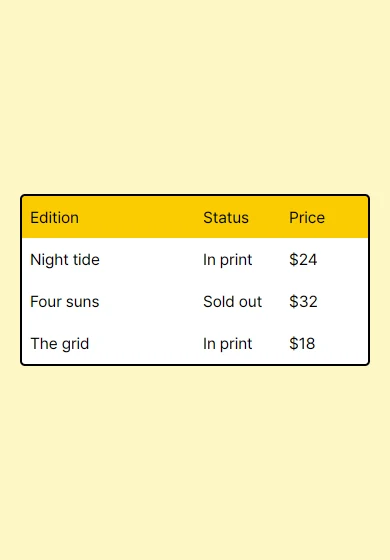 Edition Status Price
Night tide In print $24
Four suns Sold out $32
The grid In print $18